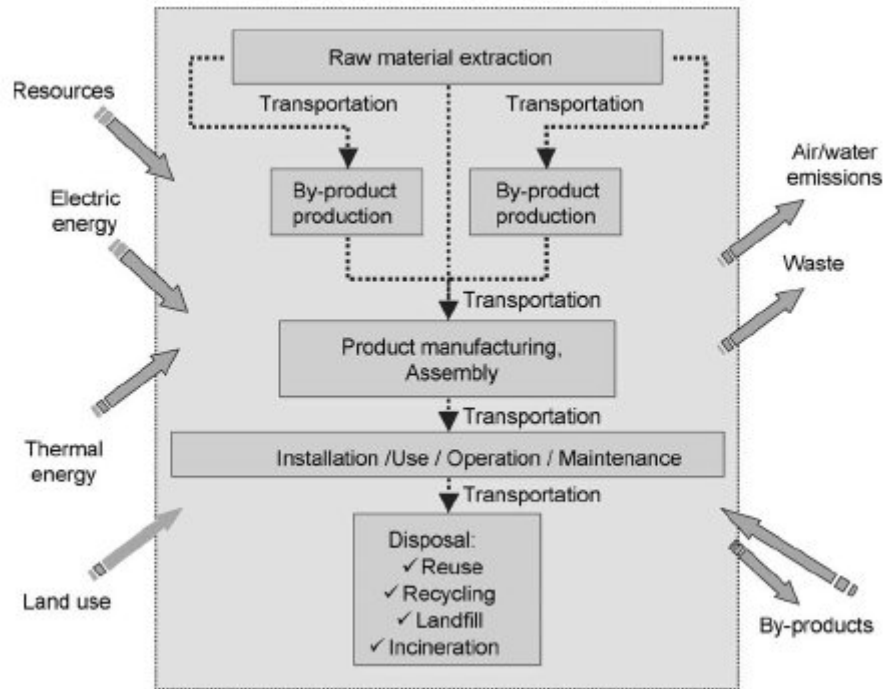 Raw material extraction
Resources
Transportation
Transportation
Air/water
emissions
By-product
production
By-product
production
Electric
energy
Waste
Transportation
Product manufacturing,
Assembly
Transportation
Thermal
energy
Installation /Use / Operation / Maintenance
Transportation
Disposal:
✓ Reuse
✓ Recycling
✓ Landfill
✓ Incineration
Land use
By-products